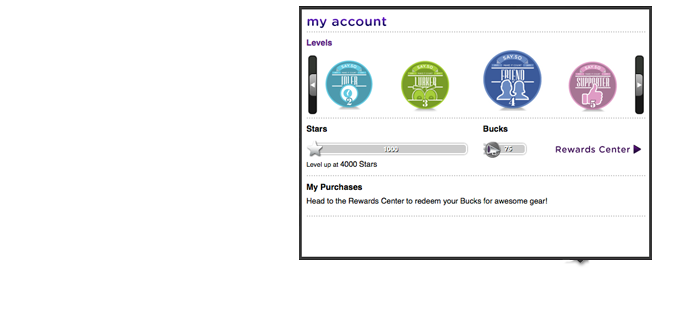 my account
Levels
SAY:SO SAY:SO SAY:SO SAY:SO
LURKER FRIEND SUPPORTER
2 3 4 5
Stars Bucks
1000 75 Rewards Center
Level up at 4000 Stars
My Purchases
Head to the Rewards Center to redeem your Bucks for awesome gear!